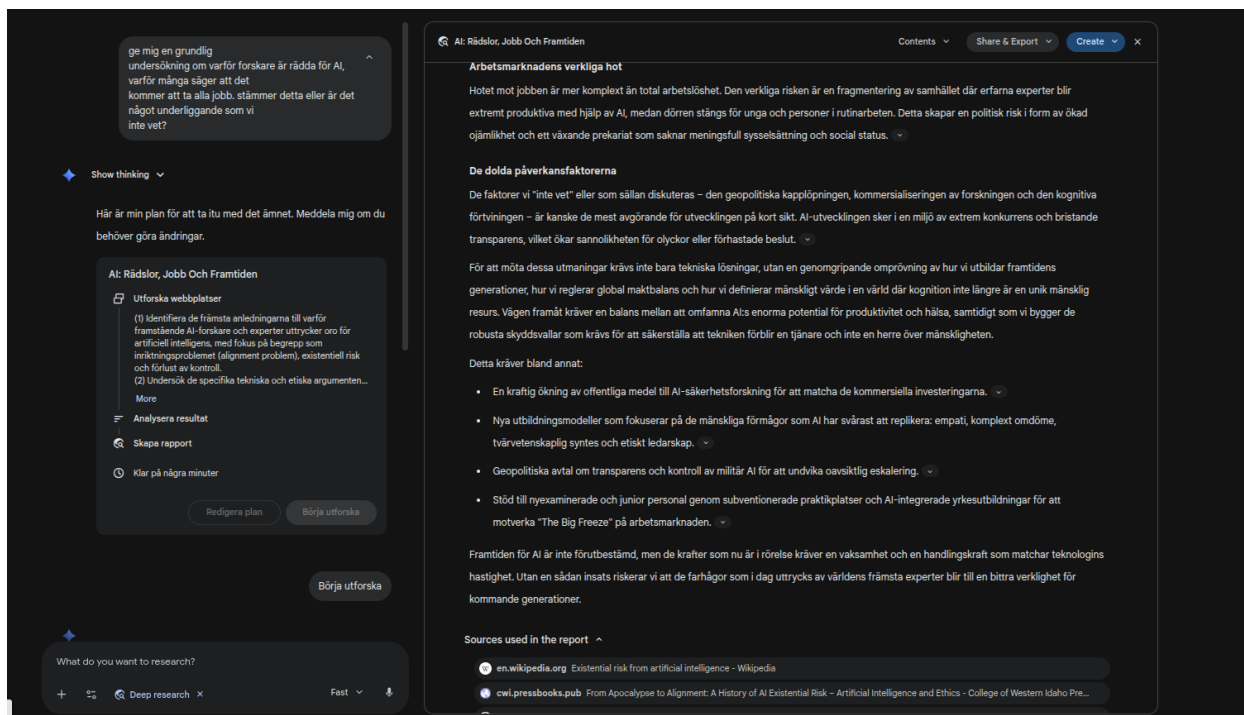 ge mig en grundlig
undersökning om varför forskare är rädda för AI,
varför många säger att det
kommer att ta alla jobb. stämmer detta eller är det
något underliggande som vi
inte vet?
Show thinking
Här är min plan för att ta itu med det ämnet. Meddela mig om du
behöver göra ändringar.
AI: Rädslor, Jobb Och Framtiden
Utforska webbplatser
(1) Identifiera de främsta anledningarna till varför
framstående AI-forskare och experter uttrycker oro för
artificiell intelligens, med fokus på begrepp som
inriktningsproblemet (alignment problem), existentiell risk
och förlust av kontroll.
(2) Undersök de specifika tekniska och etiska argumenten...
More
Analysera resultat
Skapa rapport
Klar på några minuter
Redigera plan
Börja utforska
Börja utforska
What do you want to research?
Deep research
Fast
AI: Rädslor, Jobb Och Framtiden
Contents
Share & Export
Create
Arbetsmarknadens verkliga hot
Hotet mot jobben är mer komplext än total arbetslöshet. Den verkliga risken är en fragmentering av samhället där erfarna experter blir
extremt produktiva med hjälp av AI, medan dörren stängs för unga och personer i rutinarbeten. Detta skapar en politisk risk i form av ökad
ojämlikhet och ett växande prekariat som saknar meningsfull sysselsättning och social status.
De dolda påverkansfaktorerna
De faktorer vi "inte vet" eller som sällan diskuteras – den geopolitiska kapplöpningen, kommersialiseringen av forskningen och den kognitiva
förtviningen – är kanske de mest avgörande för utvecklingen på kort sikt. AI-utvecklingen sker i en miljö av extrem konkurrens och bristande
transparens, vilket ökar sannolikheten för olyckor eller förhastade beslut.
För att möta dessa utmaningar krävs inte bara tekniska lösningar, utan en genomgripande omprövning av hur vi utbildar framtidens
generationer, hur vi reglerar global maktbalans och hur vi definierar mänskligt värde i en värld där kognition inte längre är en unik mänsklig
resurs. Vägen framåt kräver en balans mellan att omfamna AI:s enorma potential för produktivitet och hälsa, samtidigt som vi bygger de
robusta skyddsvallar som krävs för att säkerställa att tekniken förblir en tjänare och inte en herre över mänskligheten.
Detta kräver bland annat:
• En kraftig ökning av offentliga medel till AI-säkerhetsforskning för att matcha de kommersiella investeringarna.
• Nya utbildningsmodeller som fokuserar på de mänskliga förmågor som AI har svårast att replikera: empati, komplext omdöme,
tvärvetenskaplig syntes och etiskt ledarskap.
• Geopolitiska avtal om transparens och kontroll av militär AI för att undvika oavsiktlig eskalering.
• Stöd till nyexaminerade och junior personal genom subventionerade praktikplatser och AI-integrerade yrkesutbildningar för att
motverka "The Big Freeze" på arbetsmarknaden.
Framtiden för AI är inte förutbestämd, men de krafter som nu är i rörelse kräver en vaksamhet och en handlingskraft som matchar teknologins
hastighet. Utan en sådan insats riskerar vi att de farhågor som i dag uttrycks av världens främsta experter blir till en bittra verklighet för
kommande generationer.
Sources used in the report
en.wikipedia.org Existential risk from artificial intelligence - Wikipedia
cwi.pressbooks.pub From Apocalypse to Alignment: A History of AI Existential Risk – Artificial Intelligence and Ethics - College of Western Idaho Pre...